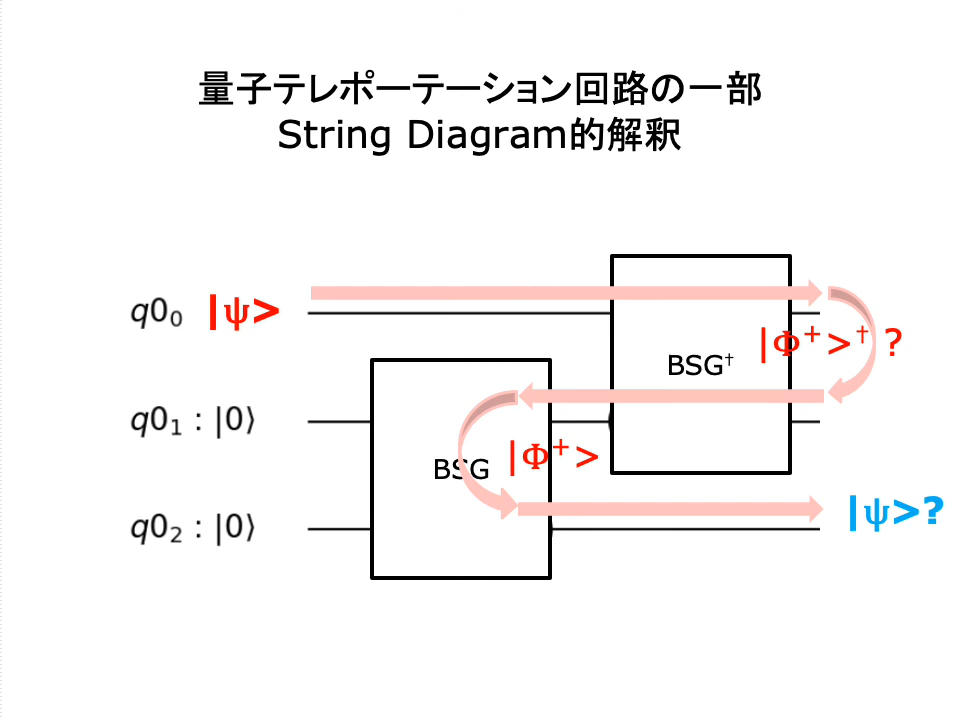 量子テレポーテーション回路の一部
String Diagram的解釈
q0₀ |ψ>
BSG†
|Φ⁺>† ?
q0₁ : |0⟩
BSG
|Φ⁺>
q0₂ : |0⟩
|ψ>?